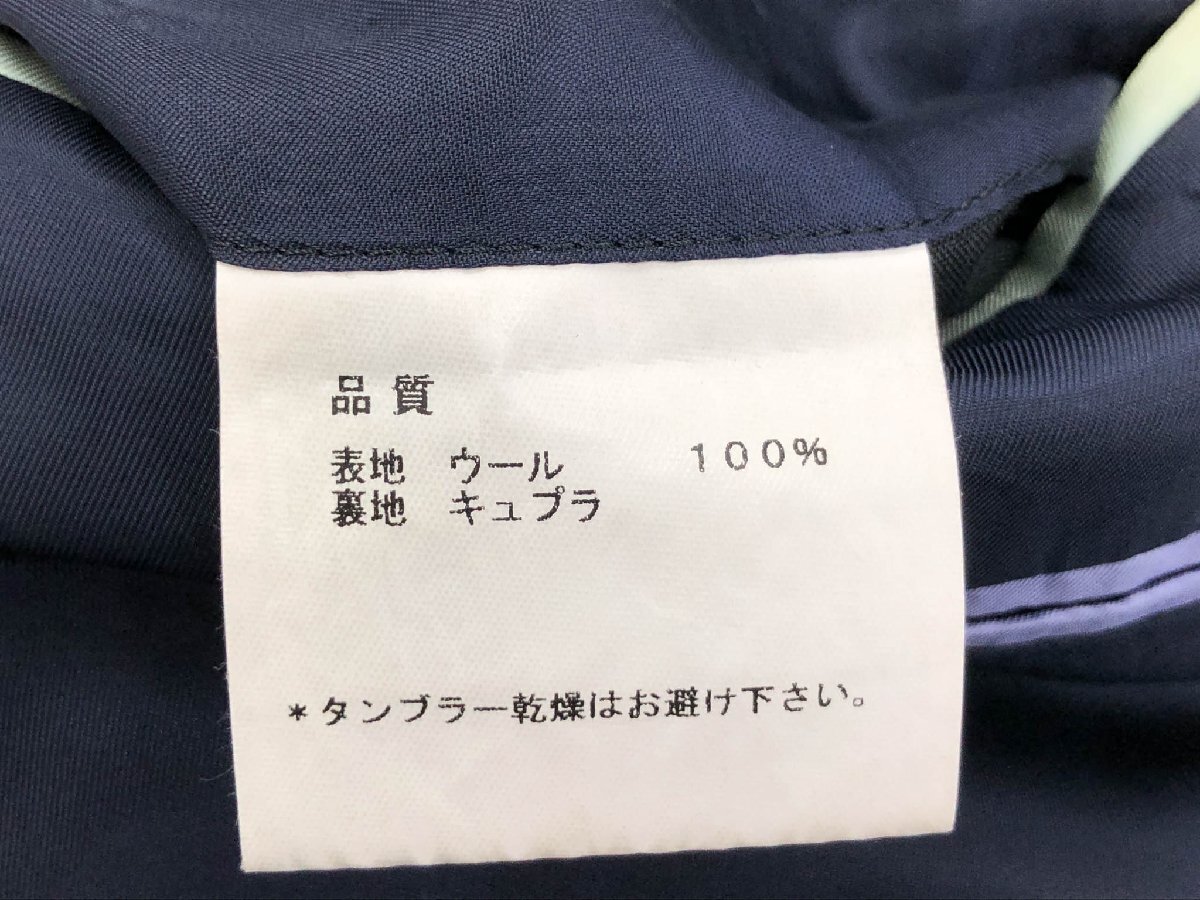 品質
表地 ウール 100%
裏地 キュプラ
*タンブラー乾燥はお避け下さい。